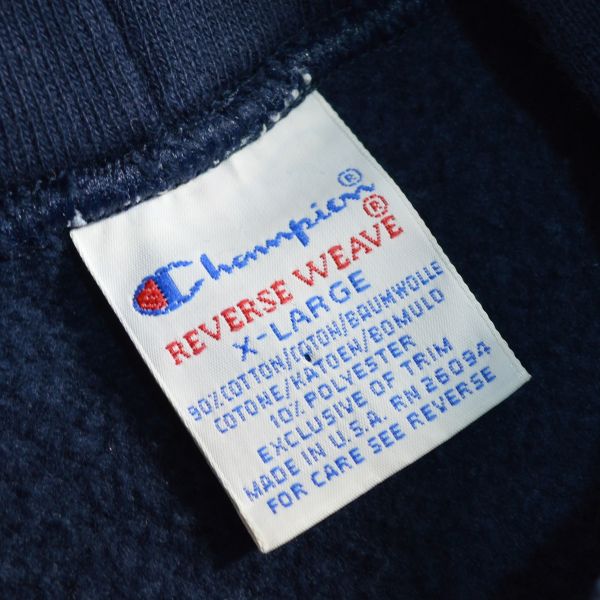 Champion®
REVERSE WEAVE®
X-LARGE
90% COTTON/COTON/BAUMWOLLE
COTONE/KATOEN/BOMULD
10% POLYESTER
EXCLUSIVE OF TRIM
MADE IN U.S.A. RN 26094
FOR CARE SEE REVERSE